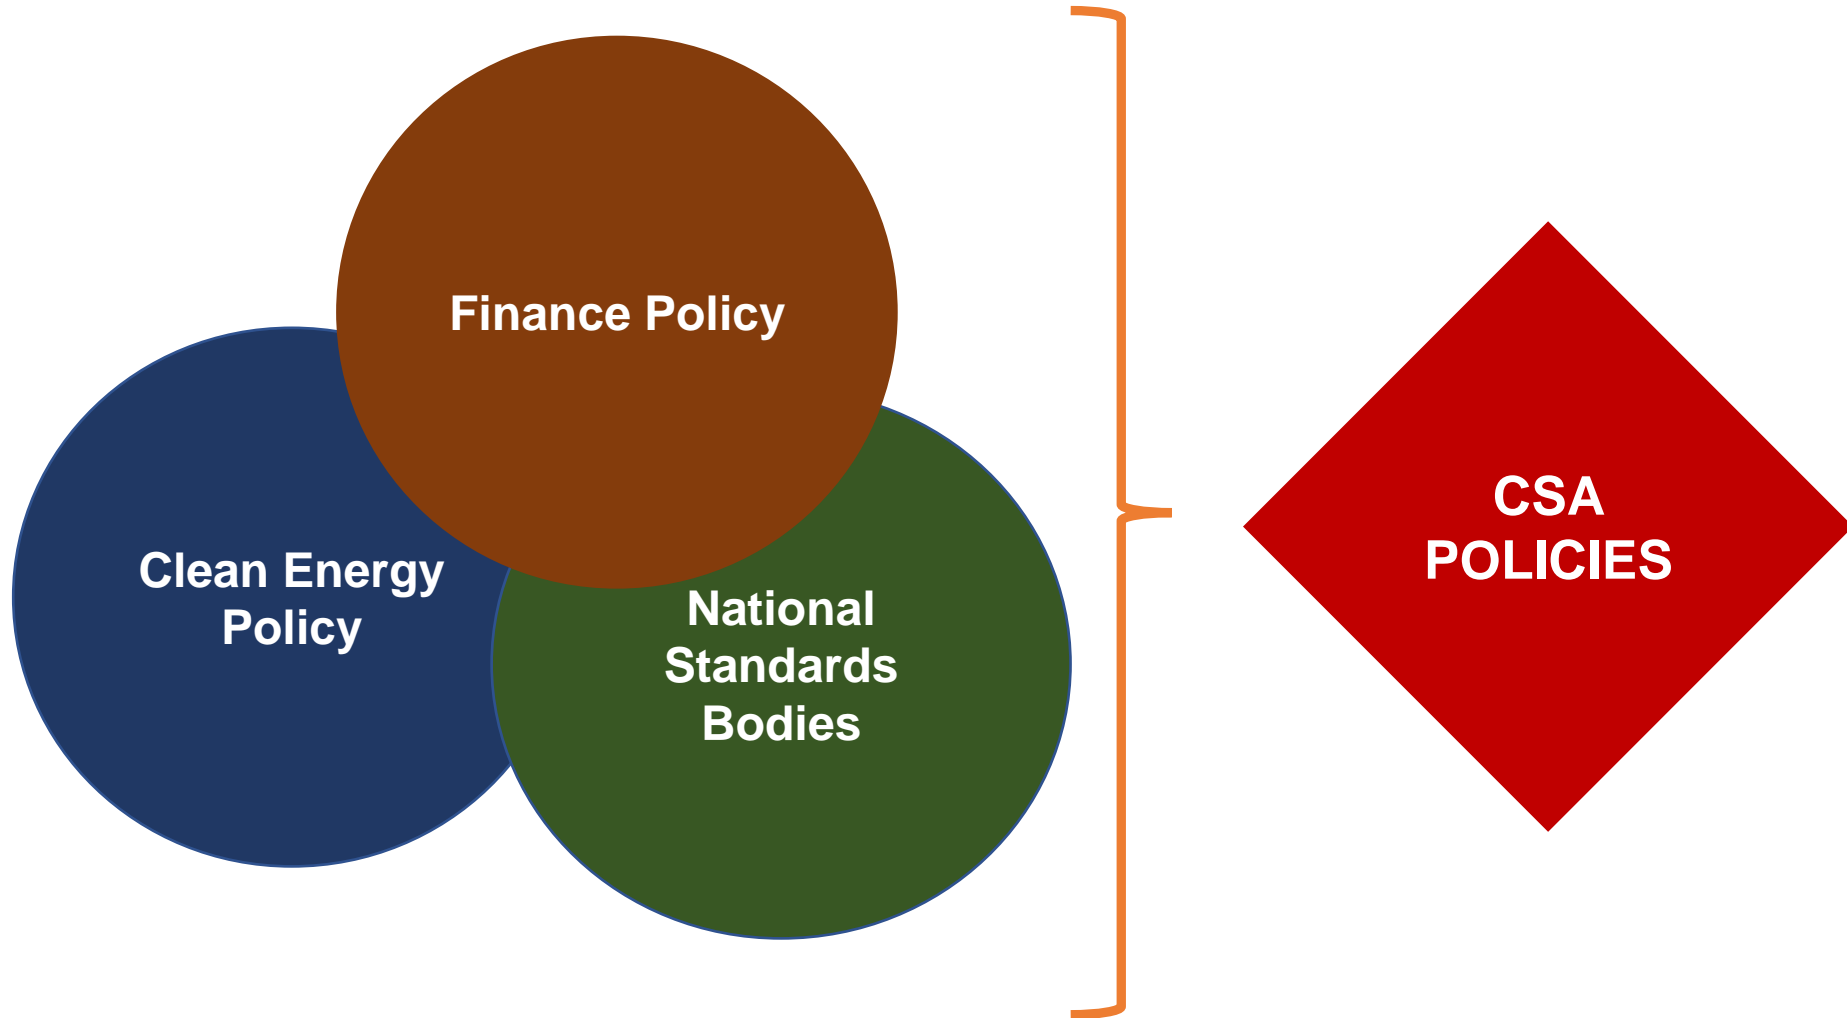 Finance Policy
Clean Energy
Policy
National
Standards
Bodies
CSA
POLICIES